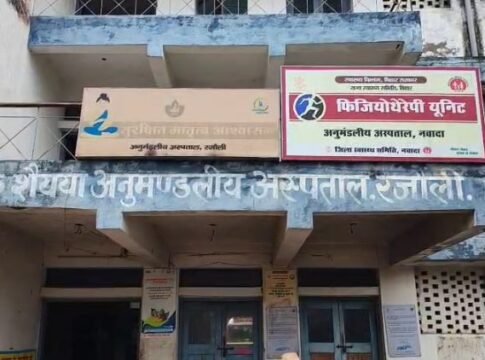 सुरक्षित मातृत्व आश्वासन
अनुमंडलीय अस्पताल, रजौली
स्वास्थ्य विभाग, बिहार सरकार
राज्य स्वास्थ्य समिति, बिहार
फिजियोथेरेपी यूनिट
अनुमंडलीय अस्पताल, नवादा
जिला स्वास्थ्य समिति, नवादा
शैयया अनुमण्डलीय अस्पताल.रजौली.